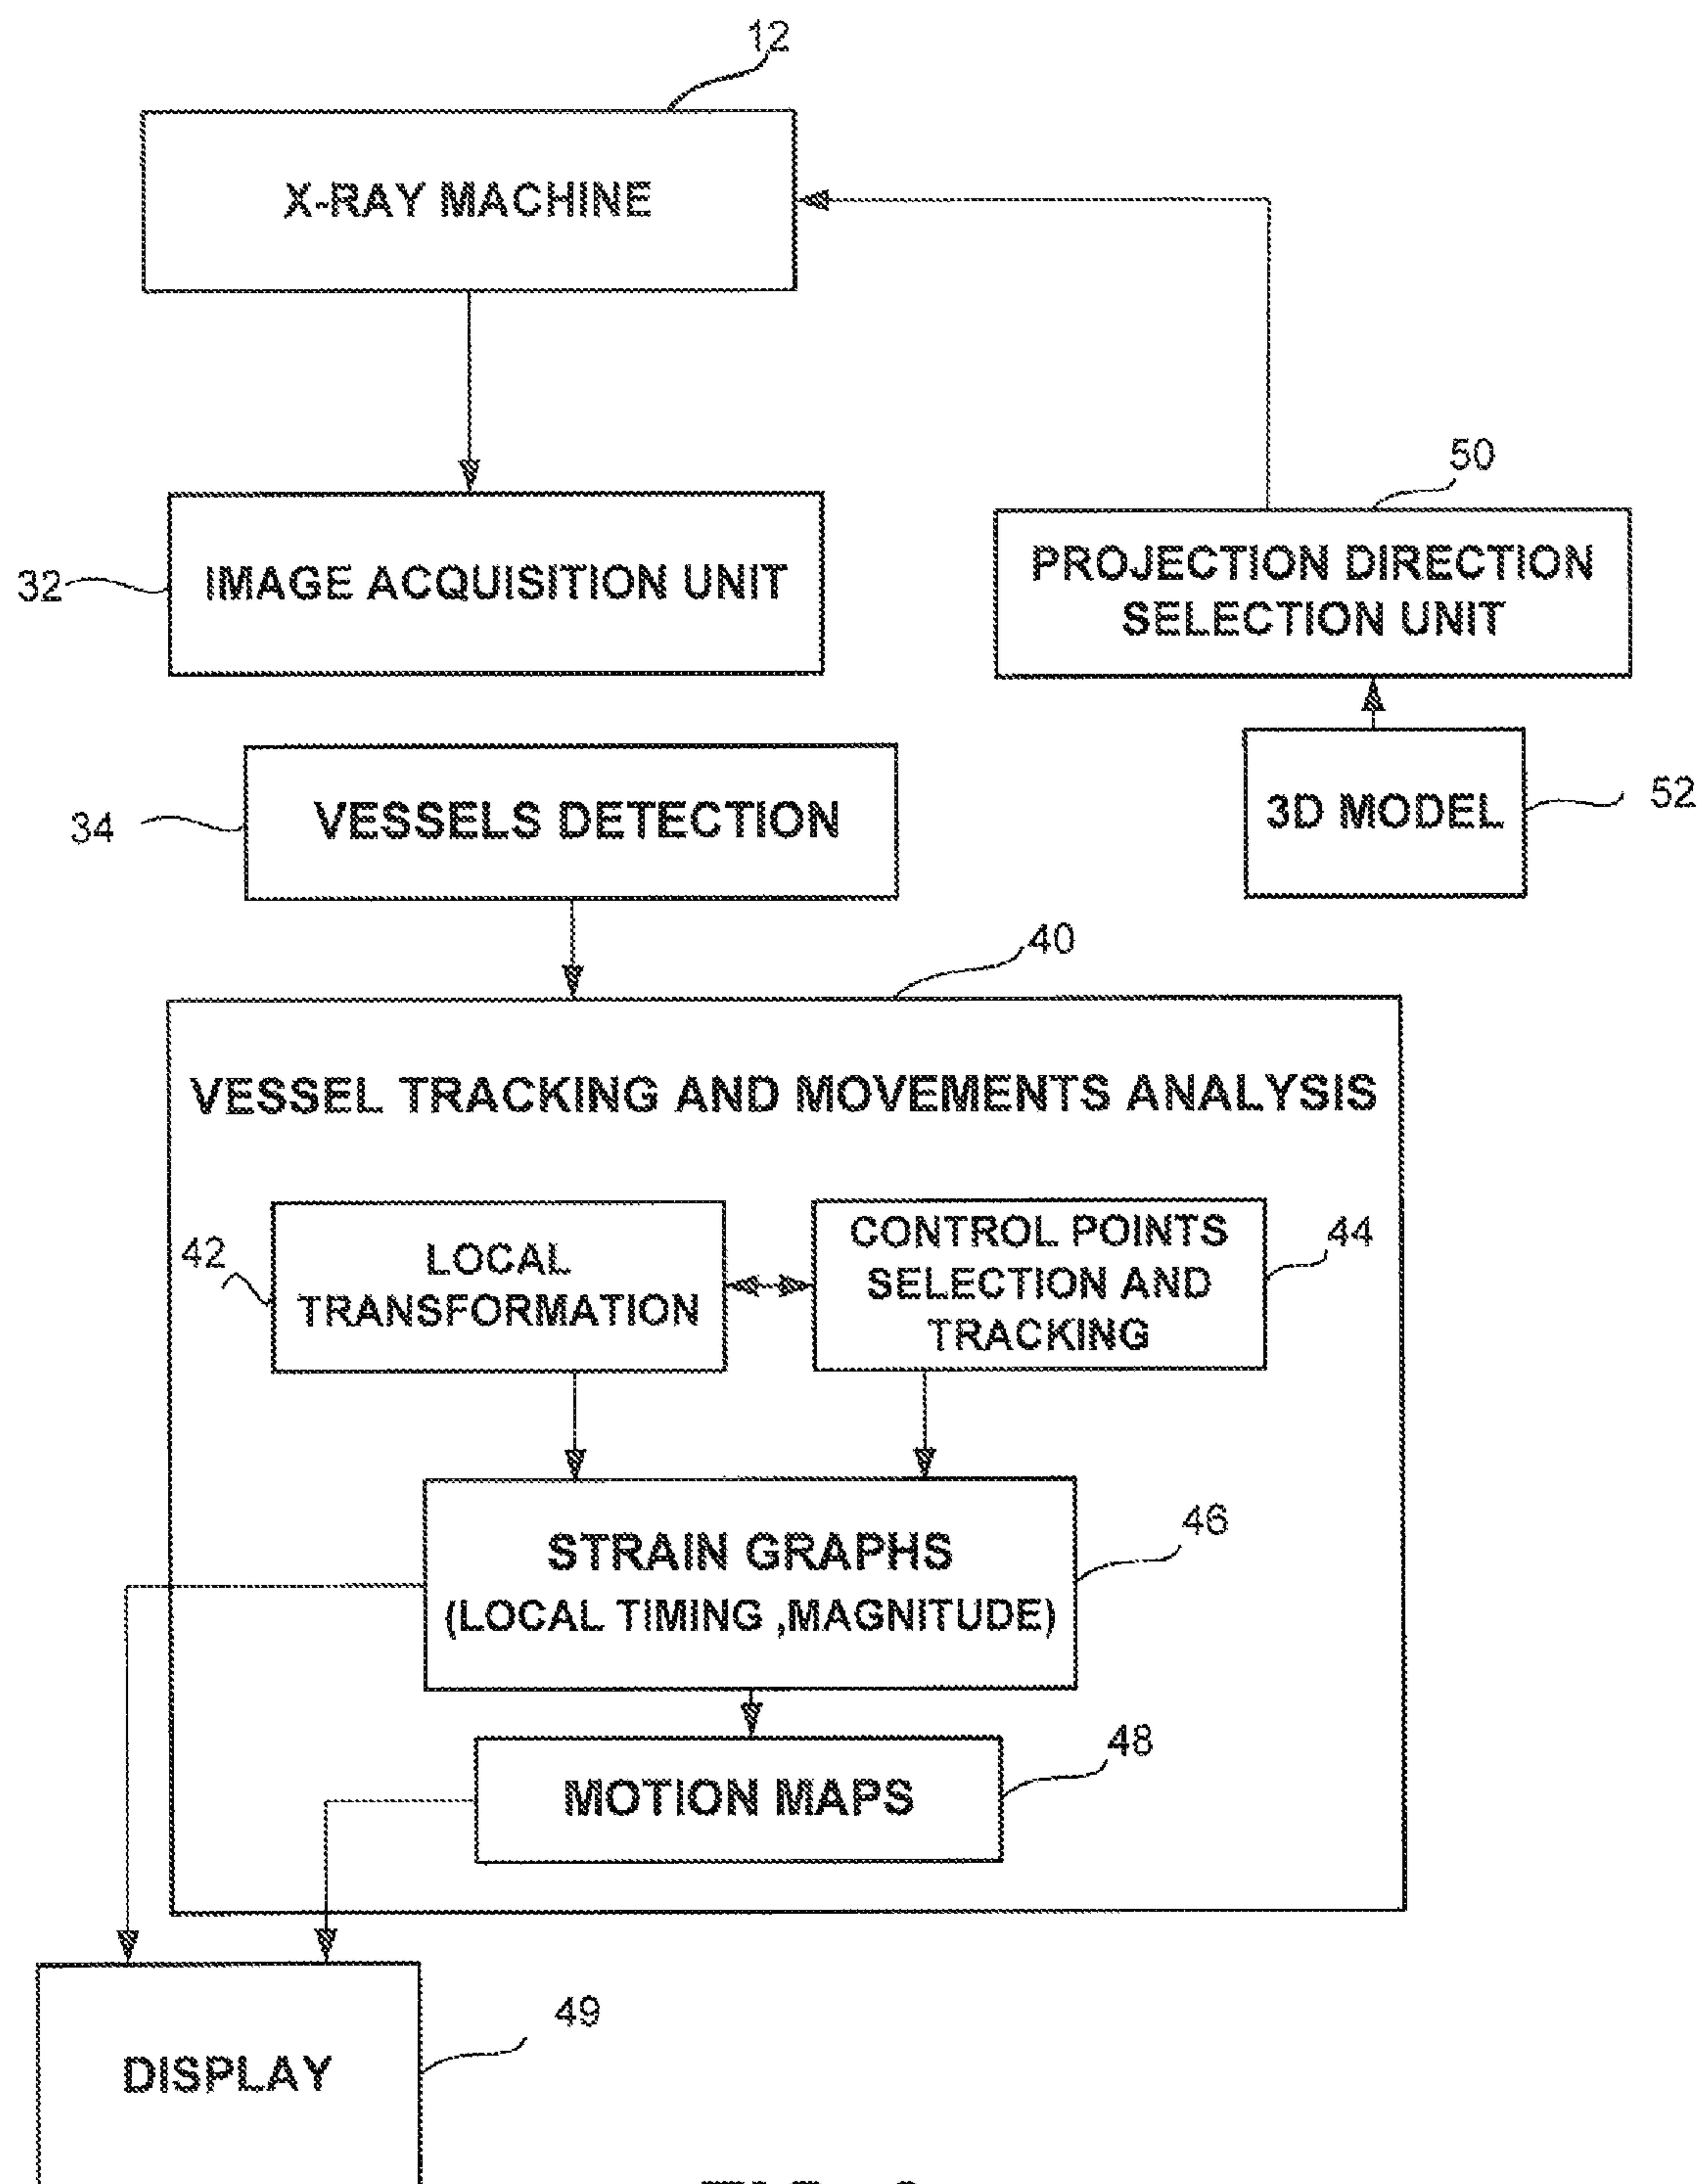 12
X-RAY MACHINE
50
32
IMAGE ACQUISITION UNIT
PROJECTION DIRECTION
SELECTION UNIT
34
VESSELS DETECTION
3D MODEL
52
40
VESSEL TRACKING AND MOVEMENTS ANALYSIS
42
LOCAL
TRANSFORMATION
CONTROL POINTS
SELECTION AND
TRACKING
44
STRAIN GRAPHS
(LOCAL TIMING ,MAGNITUDE)
46
48
MOTION MAPS
49
DISPLAY